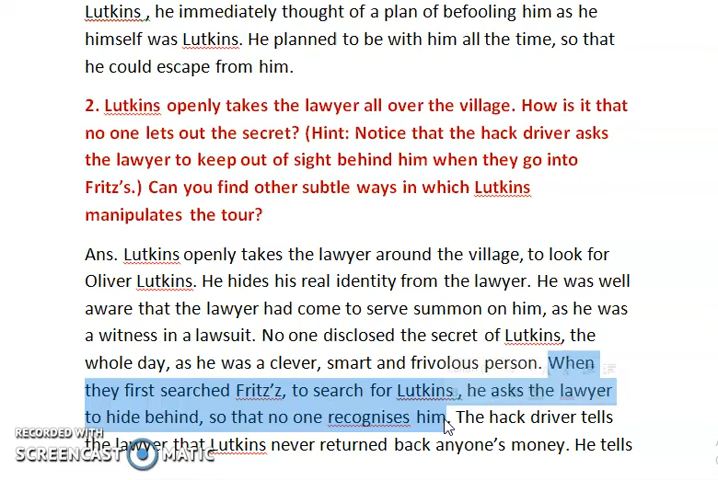 Lutkins , he immediately thought of a plan of befooling him as he
himself was Lutkins. He planned to be with him all the time, so that
he could escape from him.
2. Lutkins openly takes the lawyer all over the village. How is it that
no one lets out the secret? (Hint: Notice that the hack driver asks
the lawyer to keep out of sight behind him when they go into
Fritz's.) Can you find other subtle ways in which Lutkins
manipulates the tour?
Ans. Lutkins openly takes the lawyer around the village, to look for
Oliver Lutkins. He hides his real identity from the lawyer. He was well
aware that the lawyer had come to serve summon on him, as he was
a witness in a lawsuit. No one disclosed the secret of Lutkins, the
whole day, as he was a clever, smart and frivolous person. When
they first searched Fritz'z, to search for Lutkins , he asks the lawyer
to hide behind, so that no one recognises him. The hack driver tells
the lawyer that Lutkins never returned back anyone's money. He tells
RECORDED WITH
SCREENCAST MATIC